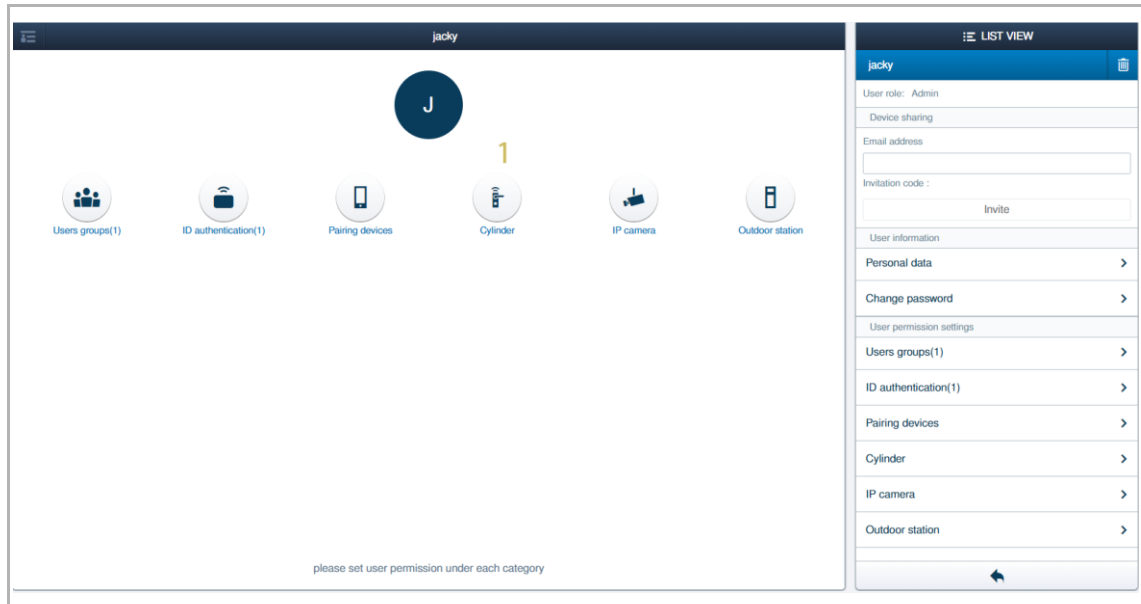 jacky
J
1
Users groups(1)
ID authentication(1)
Pairing devices
Cylinder
IP camera
Outdoor station
please set user permission under each category
LIST VIEW
jacky
User role: Admin
Device sharing
Email address
Invitation code :
Invite
User information
Personal data
Change password
User permission settings
Users groups(1)
ID authentication(1)
Pairing devices
Cylinder
IP camera
Outdoor station